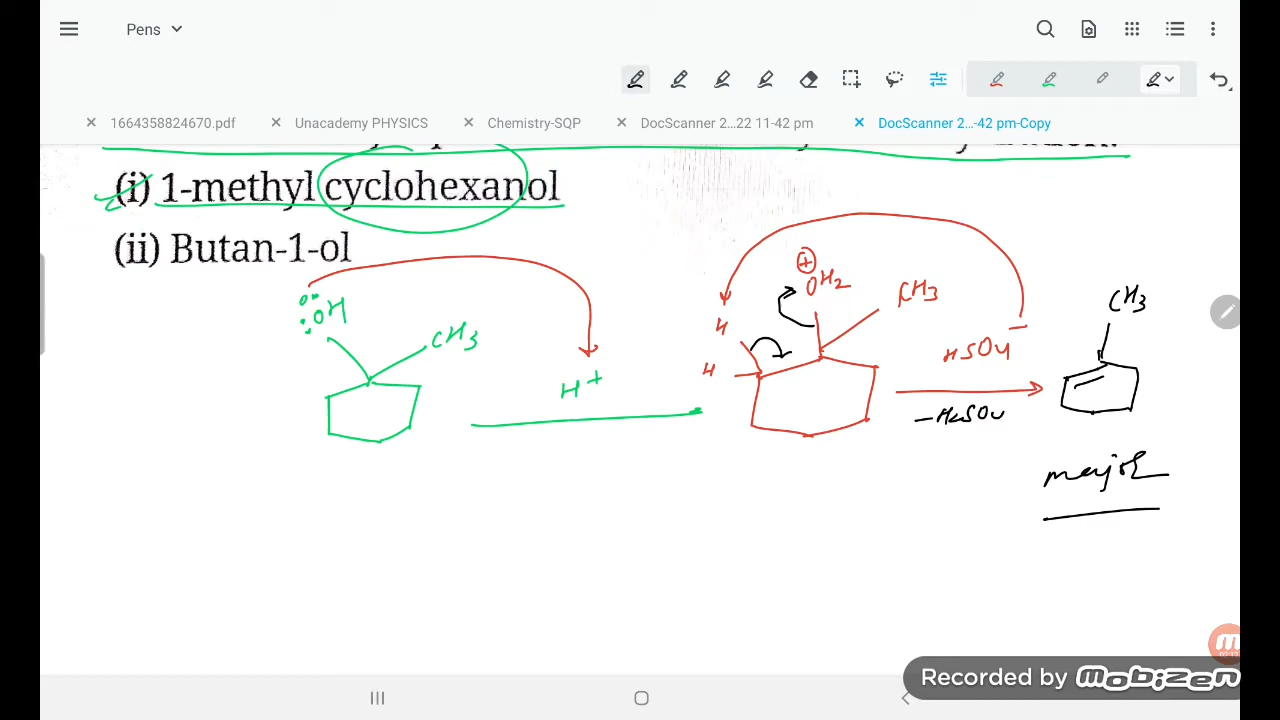 Pens
1664358824670.pdf
Unacademy PHYSICS
Chemistry-SQP
DocScanner 2...22 11-42 pm
DocScanner 2...-42 pm-Copy
(i) 1-methyl cyclohexanol
(ii) Butan-1-ol
OH
CH3
H+
+
OH2
CH3
H
H
HSO4−
−H2SO4
CH3
major
Recorded by MOBIZEN